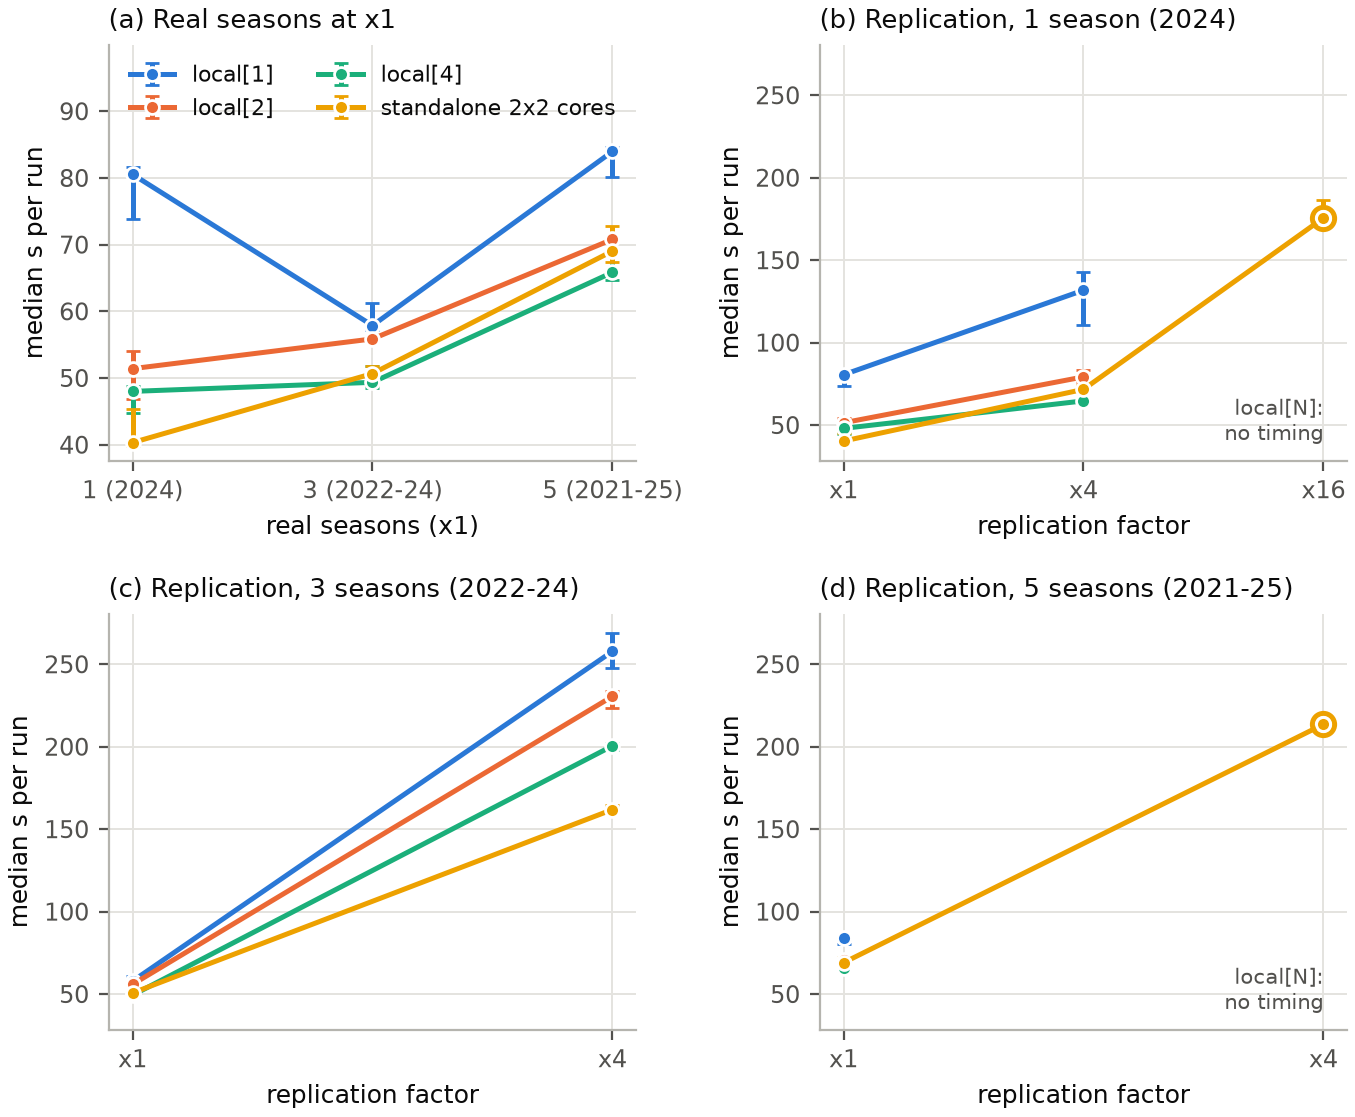 (a) Real seasons at x1
local[1]
local[2]
local[4]
standalone 2x2 cores
median s per run
90
80
70
60
50
40
1 (2024)
3 (2022-24)
5 (2021-25)
real seasons (x1)
(b) Replication, 1 season (2024)
median s per run
250
200
150
100
50
local[N]:
no timing
x1
x4
x16
replication factor
(c) Replication, 3 seasons (2022-24)
median s per run
250
200
150
100
50
x1
x4
replication factor
(d) Replication, 5 seasons (2021-25)
median s per run
250
200
150
100
50
local[N]:
no timing
x1
x4
replication factor